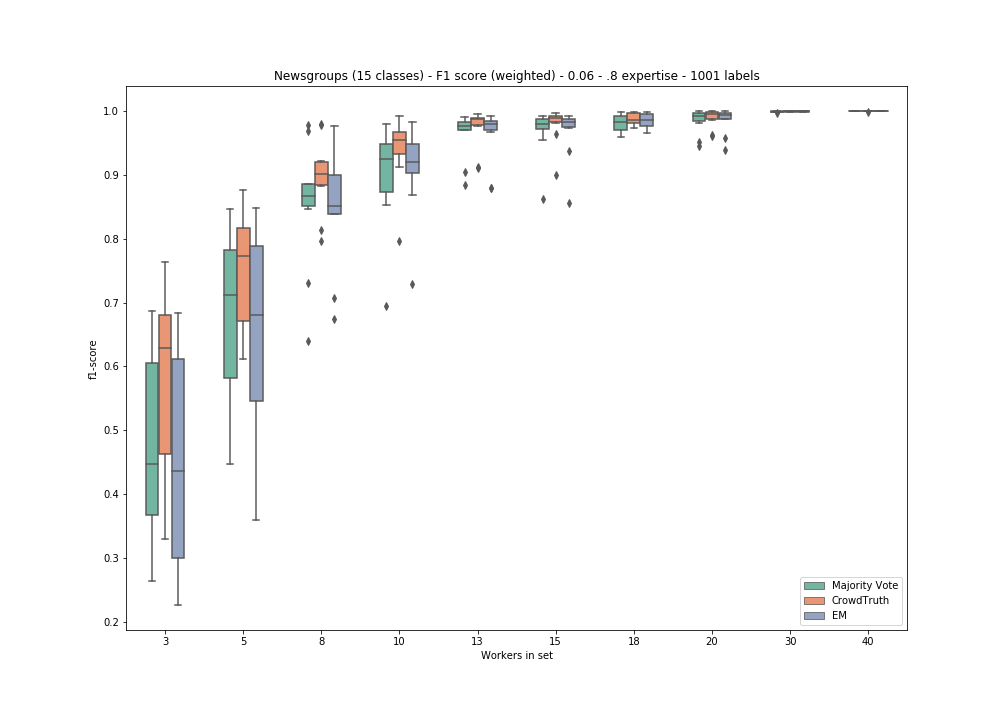 Newsgroups (15 classes) - F1 score (weighted) - 0.06 - .8 expertise - 1001 labels
1.0
0.9
0.8
0.7
0.6
0.5
0.4
0.3
0.2
f1-score
3 5 8 10 13 15 18 20 30 40
Workers in set
Majority Vote
CrowdTruth
EM